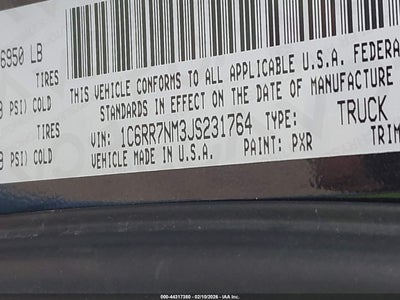 6950 LB
TIRES
PSI) COLD
TIRES
PSI) COLD
THIS VEHICLE CONFORMS TO ALL APPLICABLE U.S.A. FEDERA
STANDARDS IN EFFECT ON THE DATE OF MANUFACTURE
VIN: 1C6RR7NM3JS231764 TYPE: TRUCK
VEHICLE MADE IN U.S.A. PAINT: PXR TRIM
000-44317360 - 02/10/2026 - IAA Inc.